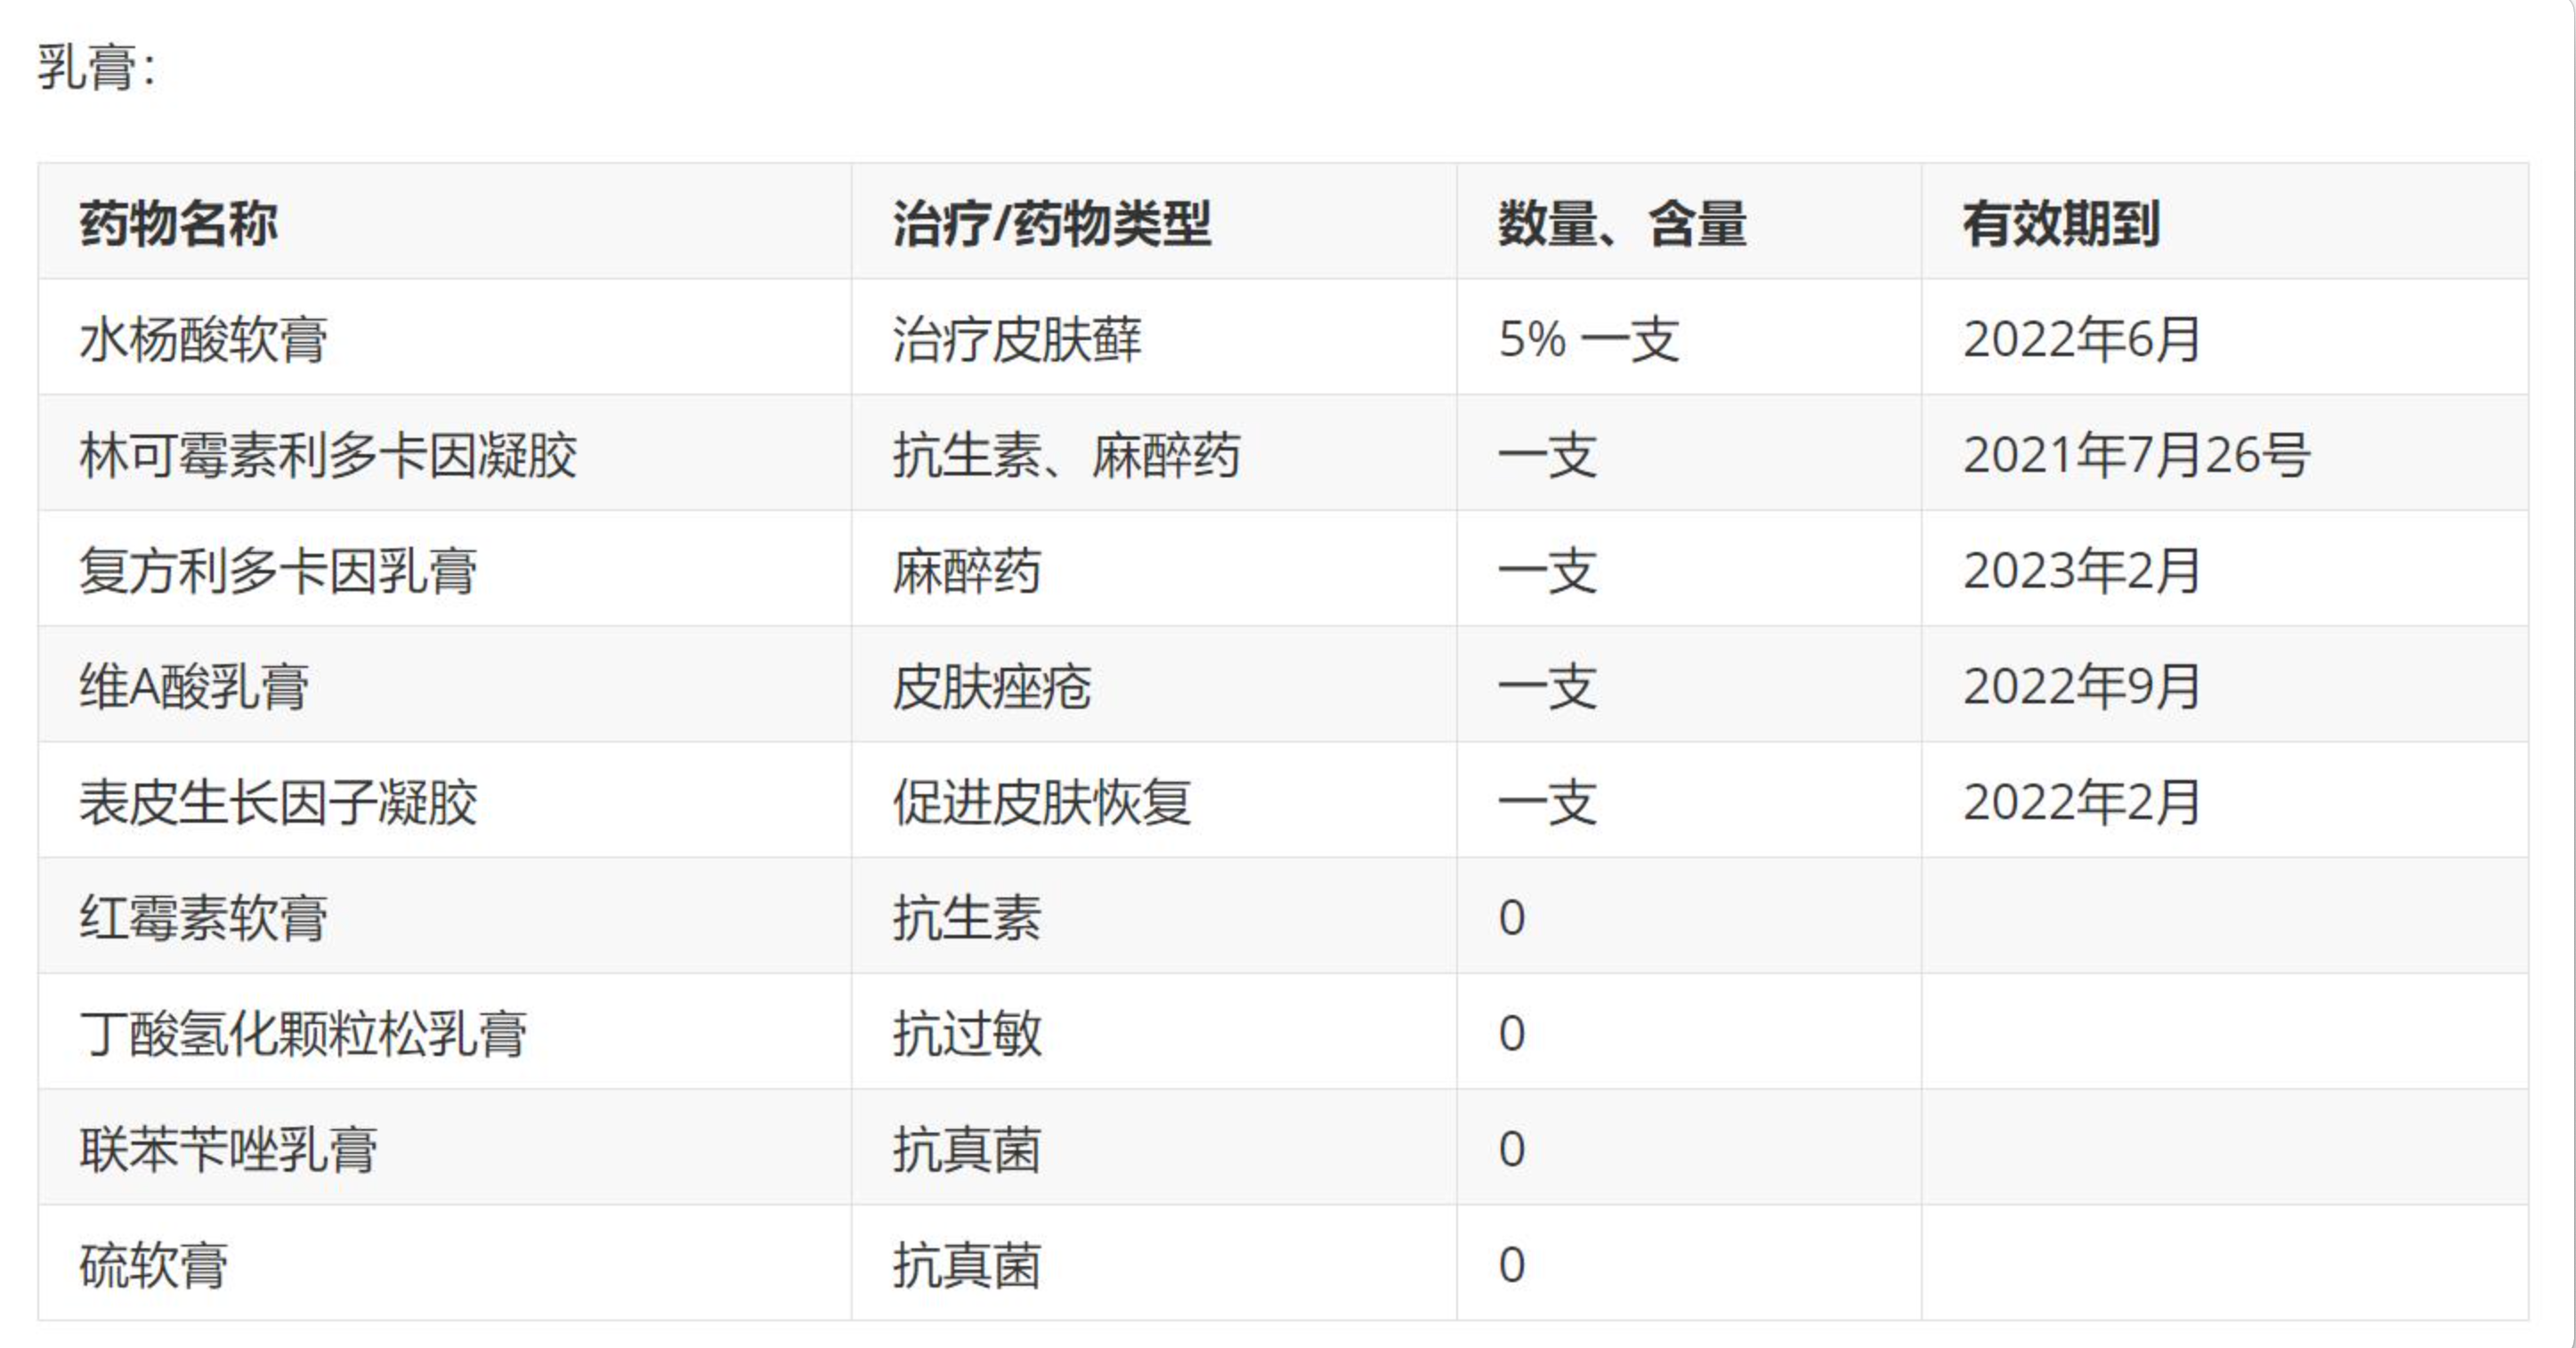 乳膏：
药物名称 治疗/药物类型 数量、含量 有效期到
水杨酸软膏 治疗皮肤藓 5% 一支 2022年6月
林可霉素利多卡因凝胶 抗生素、麻醉药 一支 2021年7月26号
复方利多卡因乳膏 麻醉药 一支 2023年2月
维A酸乳膏 皮肤痤疮 一支 2022年9月
表皮生长因子凝胶 促进皮肤恢复 一支 2022年2月
红霉素软膏 抗生素 0
丁酸氢化颗粒松乳膏 抗过敏 0
联苯苄唑乳膏 抗真菌 0
硫软膏 抗真菌 0